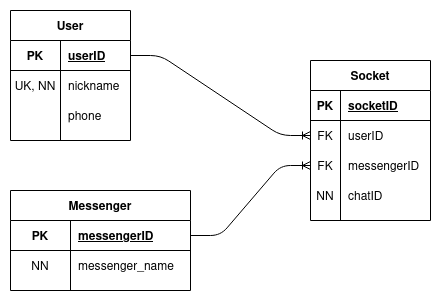 User
PK userID
UK, NN nickname
phone
Socket
PK socketID
FK userID
FK messengerID
NN chatID
Messenger
PK messengerID
NN messenger_name